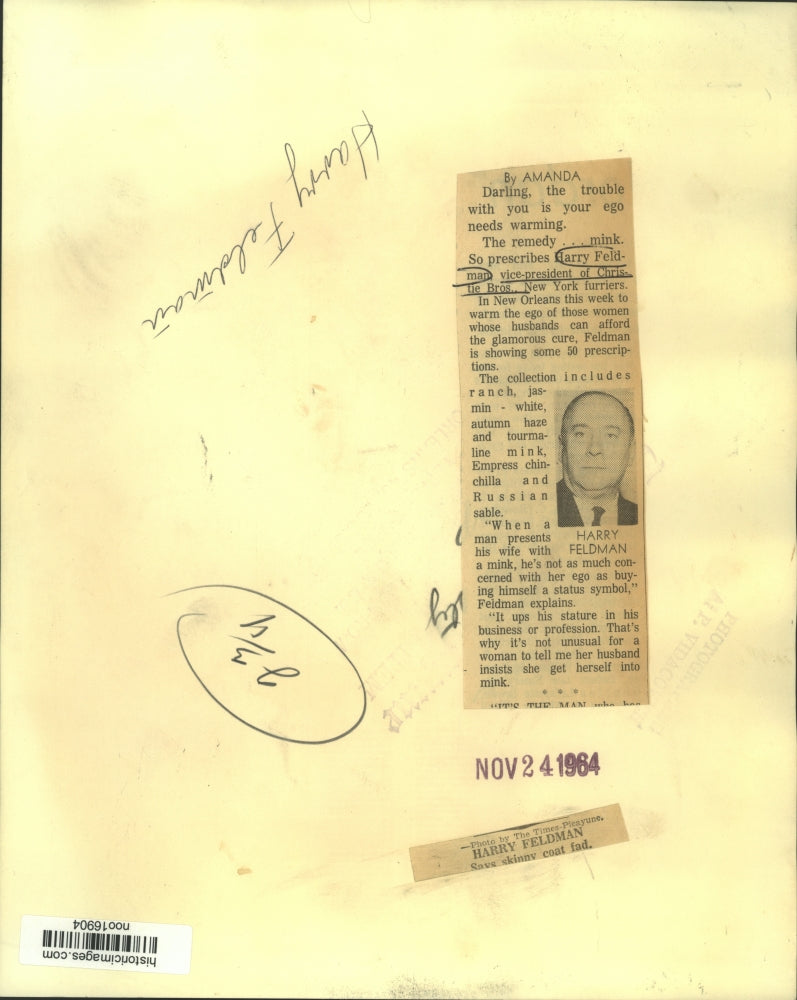 Harry Feldman
By AMANDA
Darling, the trouble
with you is your ego
needs warming.
The remedy . . . mink.
So prescribes Harry Feld-
man, vice-president of Chris-
tie Bros., New York furriers.
In New Orleans this week to
warm the ego of those women
whose husbands can afford
the glamorous cure, Feldman
is showing some 50 prescrip-
tions.
The collection includes
ranch, jas-
min - white,
autumn haze
and tourma-
line mink,
Empress chin-
chilla and
Russian
sable.
"When a
man presents
his wife with
a mink, he's not as much con-
cerned with her ego as buy-
ing himself a status symbol,"
Feldman explains.
"It ups his stature in his
business or profession. That's
why it's not unusual for a
woman to tell me her husband
insists she get herself into
mink.
* * *
"IT'S THE MAN who has
HARRY
FELDMAN
NOV 24 1964
—Photo by The Times-Picayune.
HARRY FELDMAN
Says skinny coat fad.
historicimages.com
noo16904